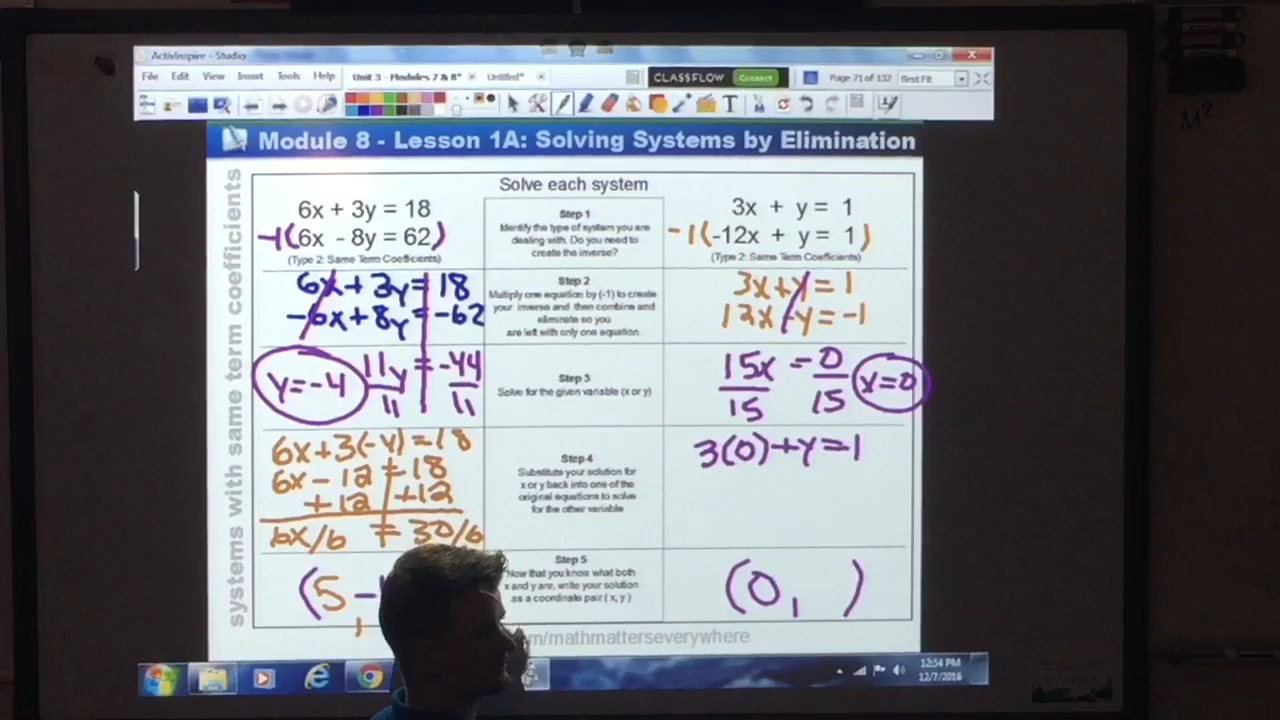 ActivInspire - Studio
File Edit View Insert Tools Help Unit 3 - Modules 7 & 8* Untitled* CLASSFLOW Connect Page 71 of 132 Best Fit
Module 8 - Lesson 1A: Solving Systems by Elimination
systems with same term coefficients
Solve each system
6x + 3y = 18
-1(6x - 8y = 62)
(Type 2: Same Term Coefficients)
Step 1
Identify the type of system you are
dealing with. Do you need to
create the inverse?
3x + y = 1
-1(-12x + y = 1)
(Type 2: Same Term Coefficients)
6x + 3y = 18
-6x + 8y = -62
Step 2
Multiply one equation by (-1) to create
your inverse and then combine and
eliminate so you
are left with only one equation.
3x + y = 1
12x - y = -1
y = -4
11y = -44
11 11
Step 3
Solve for the given variable (x or y)
15x = 0
15 15
x = 0
6x + 3(-4) = 18
6x - 12 = 18
+12 +12
6x/6 = 30/6
Step 4
Substitute your solution for
x or y back into one of the
original equations to solve
for the other variable
3(0) + y = 1
(5, -
Step 5
Now that you know what both
x and y are, write your solution
as a coordinate pair (x, y)
(0, )
m/mathmatterseverywhere
12:54 PM
12/7/2016
M²